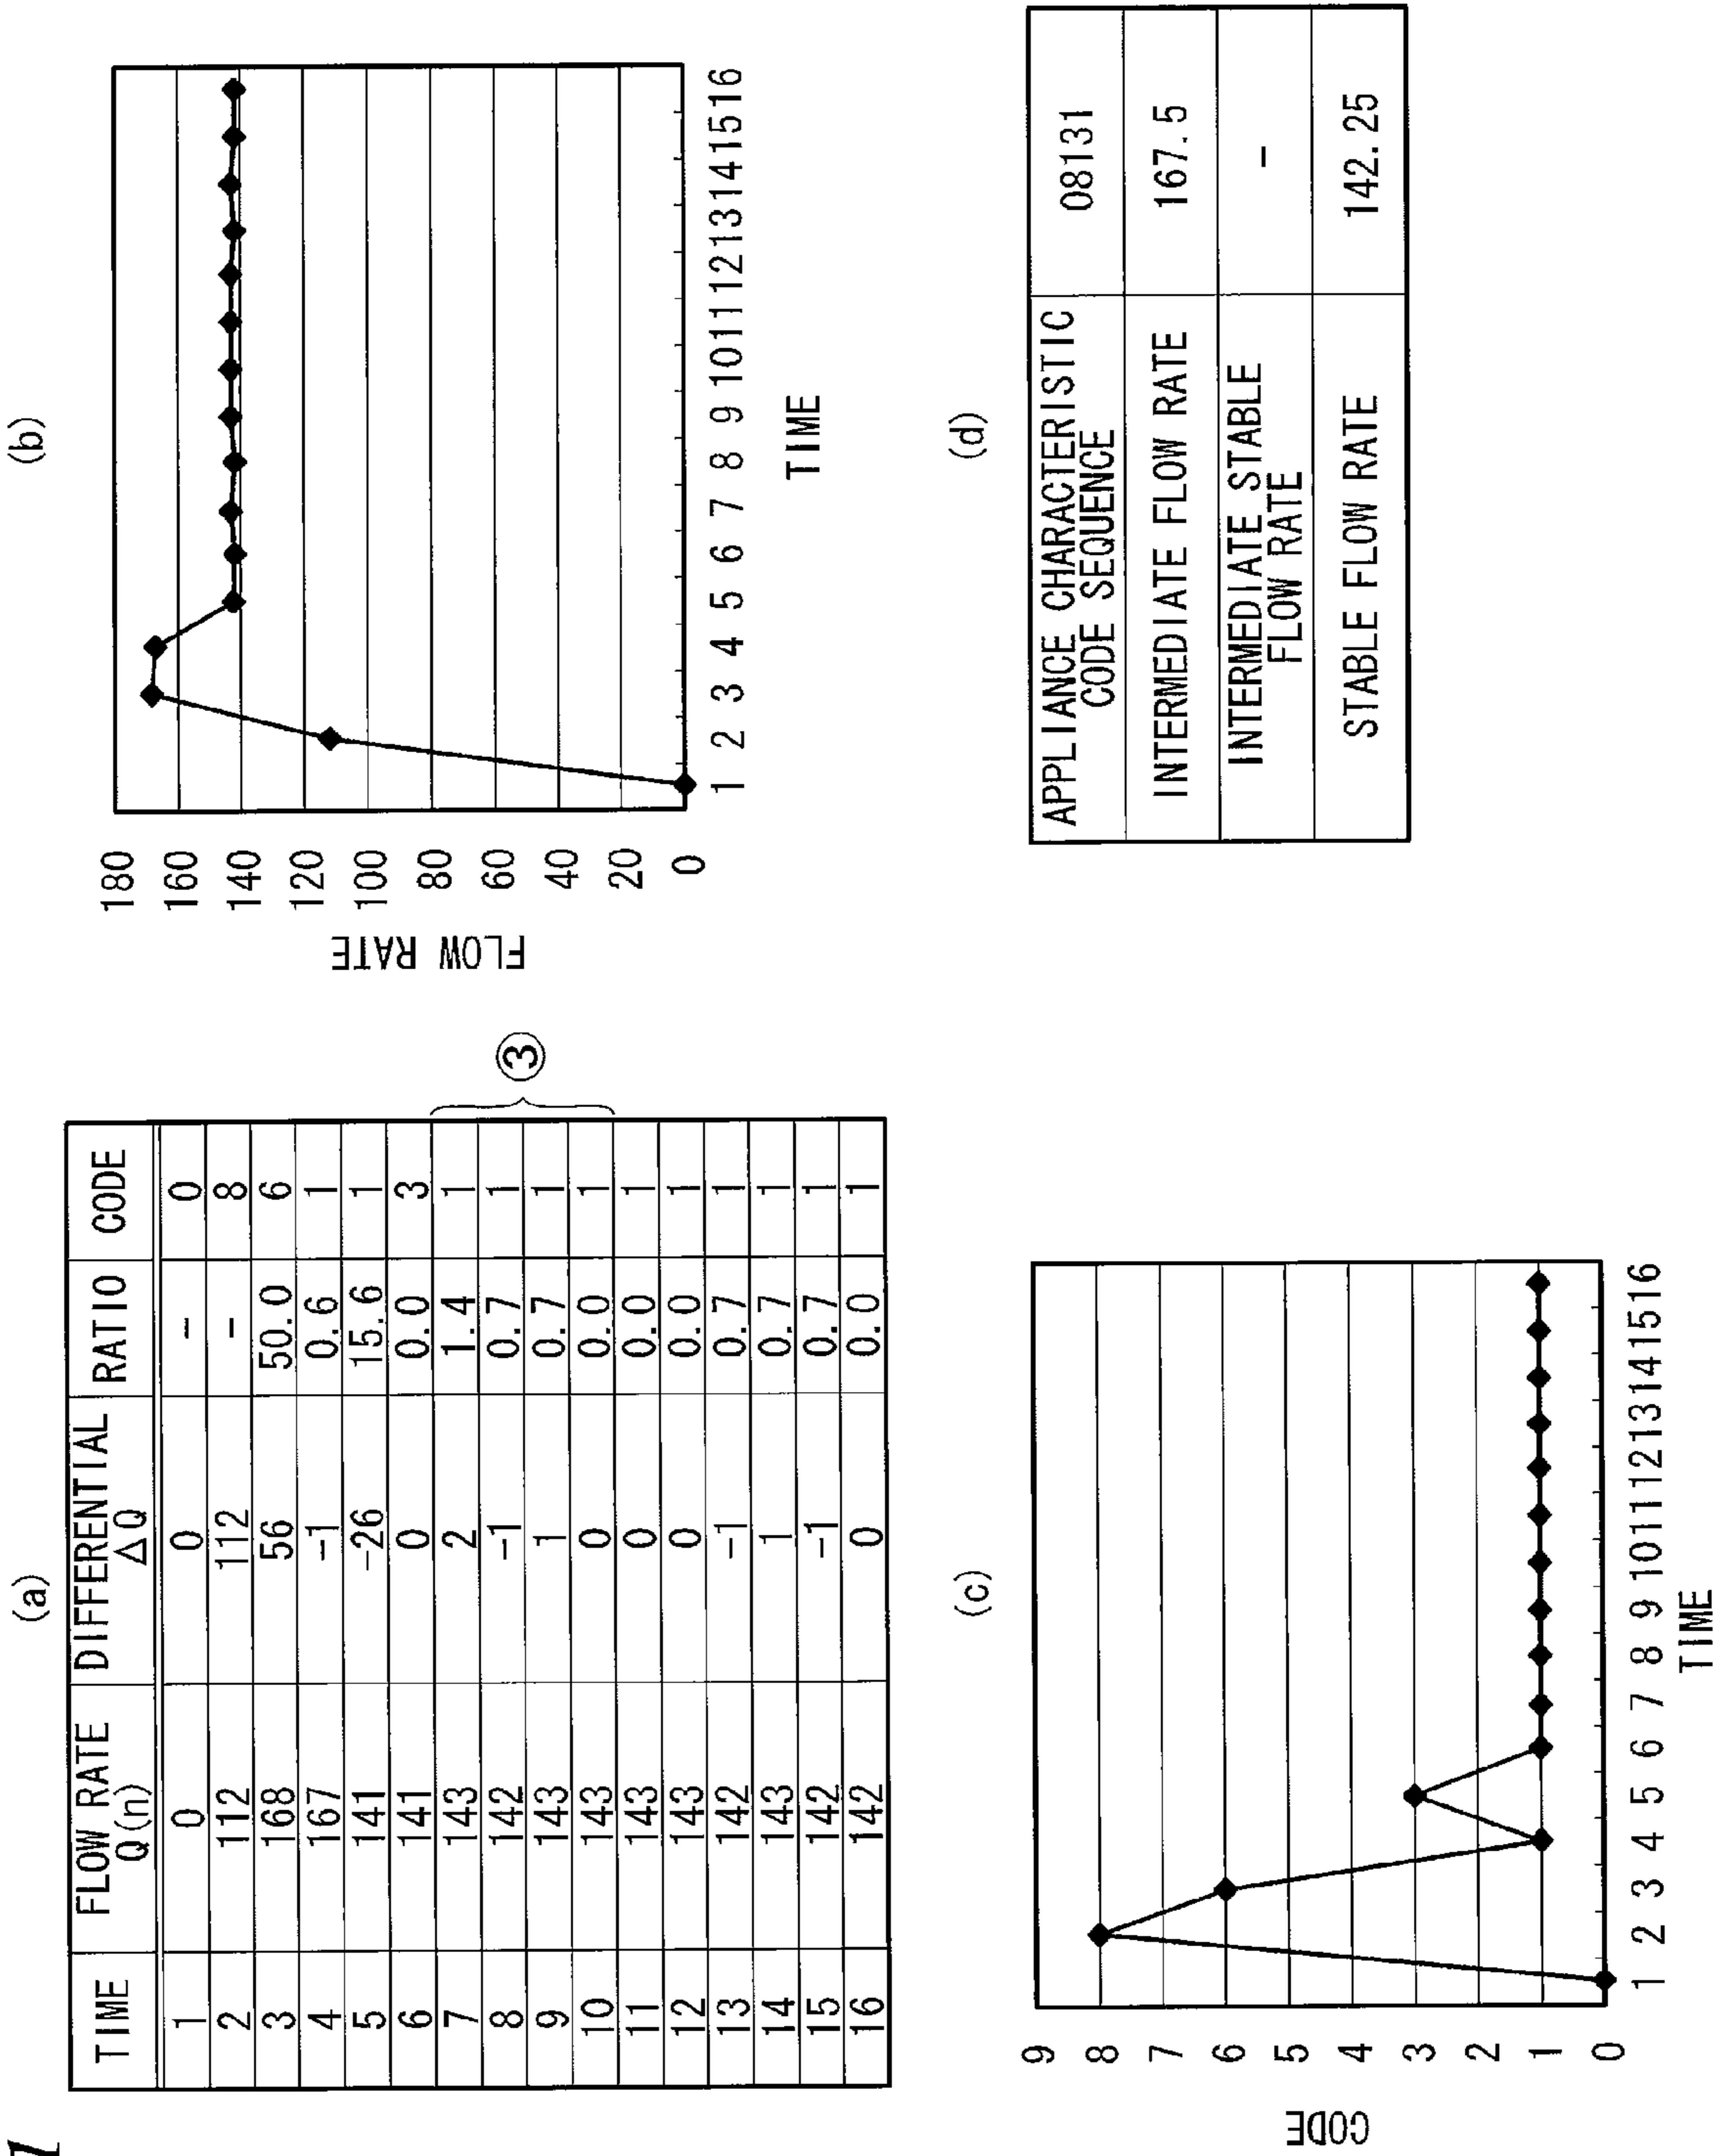 (a)
TIME FLOW RATE Q(n) DIFFERENTIAL ΔQ RATIO CODE
1 0 0 – – 0
2 112 112 – 8
3 168 56 50.0 6
4 167 -1 0.6 1
5 141 -26 15.6 1
6 141 0 0.0 3
7 143 2 1.4 1
8 142 -1 0.7 1
9 143 1 0.7 1
10 143 0 0.0 1
11 143 0 0.0 1
12 143 0 0.0 1
13 142 -1 0.7 1
14 143 1 0.7 1
15 142 -1 0.7 1
16 142 0 0.0 1
③
(b)
FLOW RATE
180
160
140
120
100
80
60
40
20
0
1 2 3 4 5 6 7 8 9 10 11 12 13 14 15 16
TIME
(c)
CODE
9
8
7
6
5
4
3
2
1
0
1 2 3 4 5 6 7 8 9 10 11 12 13 14 15 16
TIME
(d)
APPLIANCE CHARACTERISTIC
CODE SEQUENCE 08131
INTERMEDIATE FLOW RATE 167.5
INTERMEDIATE STABLE
FLOW RATE –
STABLE FLOW RATE 142.25